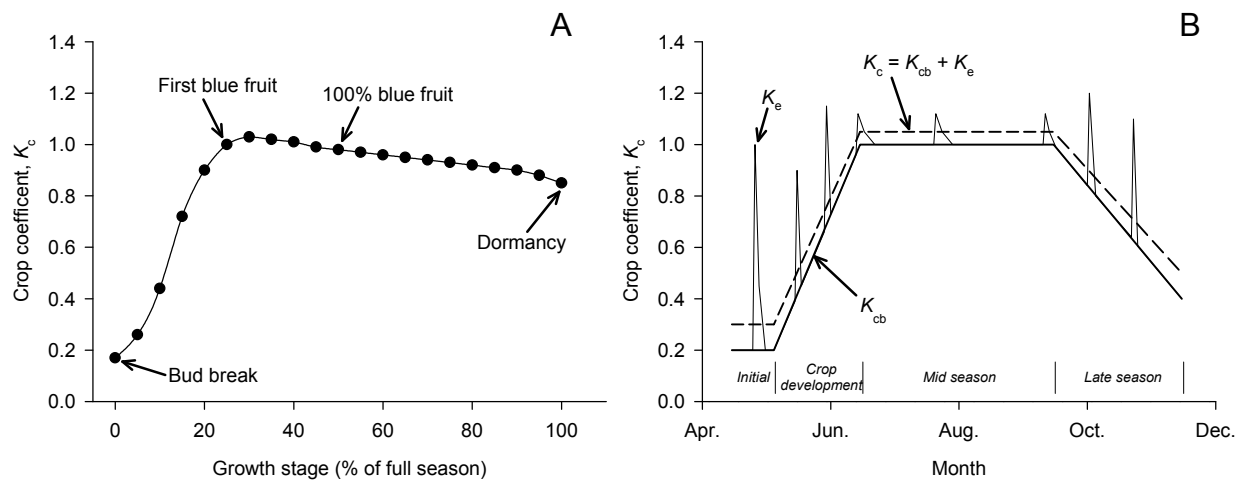 A
Crop coefficent, Kc
1.4
1.2
1.0
0.8
0.6
0.4
0.2
0.0
First blue fruit
100% blue fruit
Dormancy
Bud break
0
20
40
60
80
100
Growth stage (% of full season)
B
Crop coefficent, Kc
1.4
1.2
1.0
0.8
0.6
0.4
0.2
0.0
Kc = Kcb + Ke
Ke
Kcb
Initial
Crop
development
Mid season
Late season
Apr.
Jun.
Aug.
Oct.
Dec.
Month